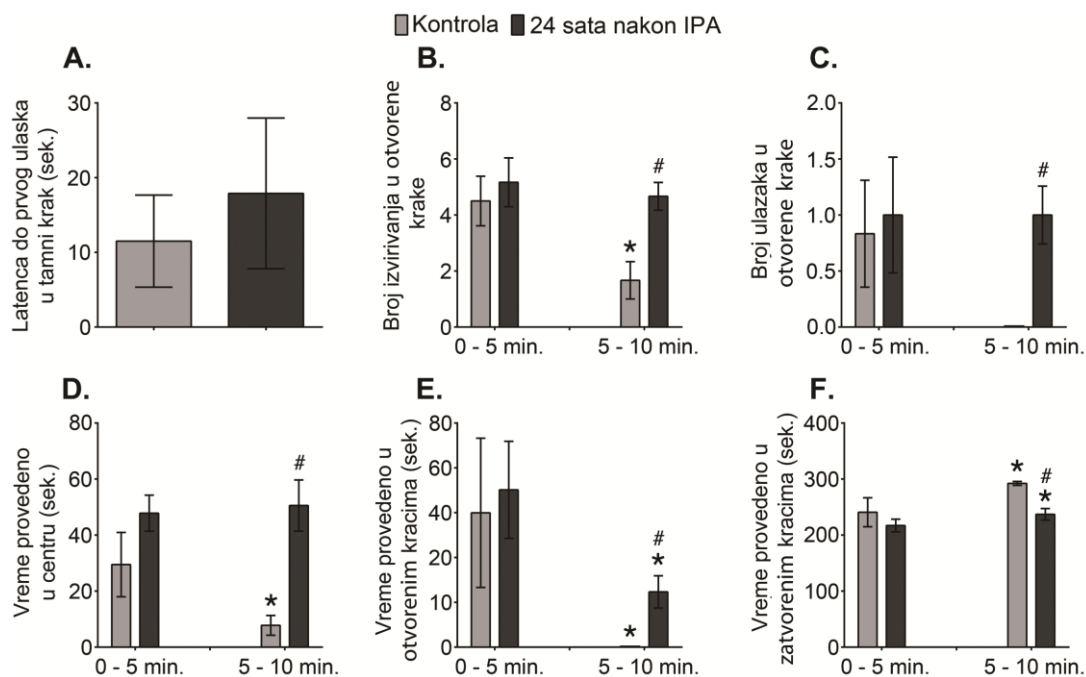 Kontrola 24 sata nakon IPA
A. B. C.
Latenca do prvog ulaska
u tamni krak (sek.)
30
20
10
0
Broj izvirivanja u otvorene
krake
8
6
4
2
0
*
#
0 - 5 min. 5 - 10 min.
Broj ulazaka u
otvorene krake
2.0
1.5
1.0
0.5
0.0
#
0 - 5 min. 5 - 10 min.
D. E. F.
Vreme provedeno
u centru (sek.)
80
60
40
20
0
*
#
0 - 5 min. 5 - 10 min.
Vreme provedeno u
otvorenim kracima (sek.)
80
60
40
20
10
0
*
#
*
0 - 5 min. 5 - 10 min.
Vreme provedeno u
zatvorenim kracima (sek.)
400
300
200
100
0
*
#
*
0 - 5 min. 5 - 10 min.